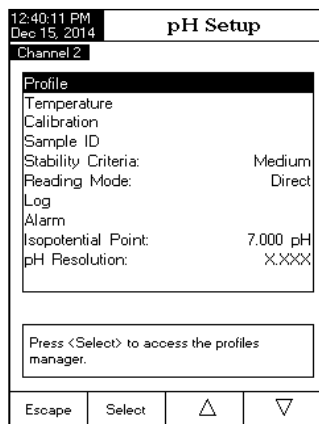 12:40:11 PM
Dec 15, 2014
pH Setup
Channel 2
Profile
Temperature
Calibration
Sample ID
Stability Criteria: Medium
Reading Mode: Direct
Log
Alarm
Isopotential Point: 7.000 pH
pH Resolution: X.XXX
Press <Select> to access the profiles
manager.
Escape Select △ ▽